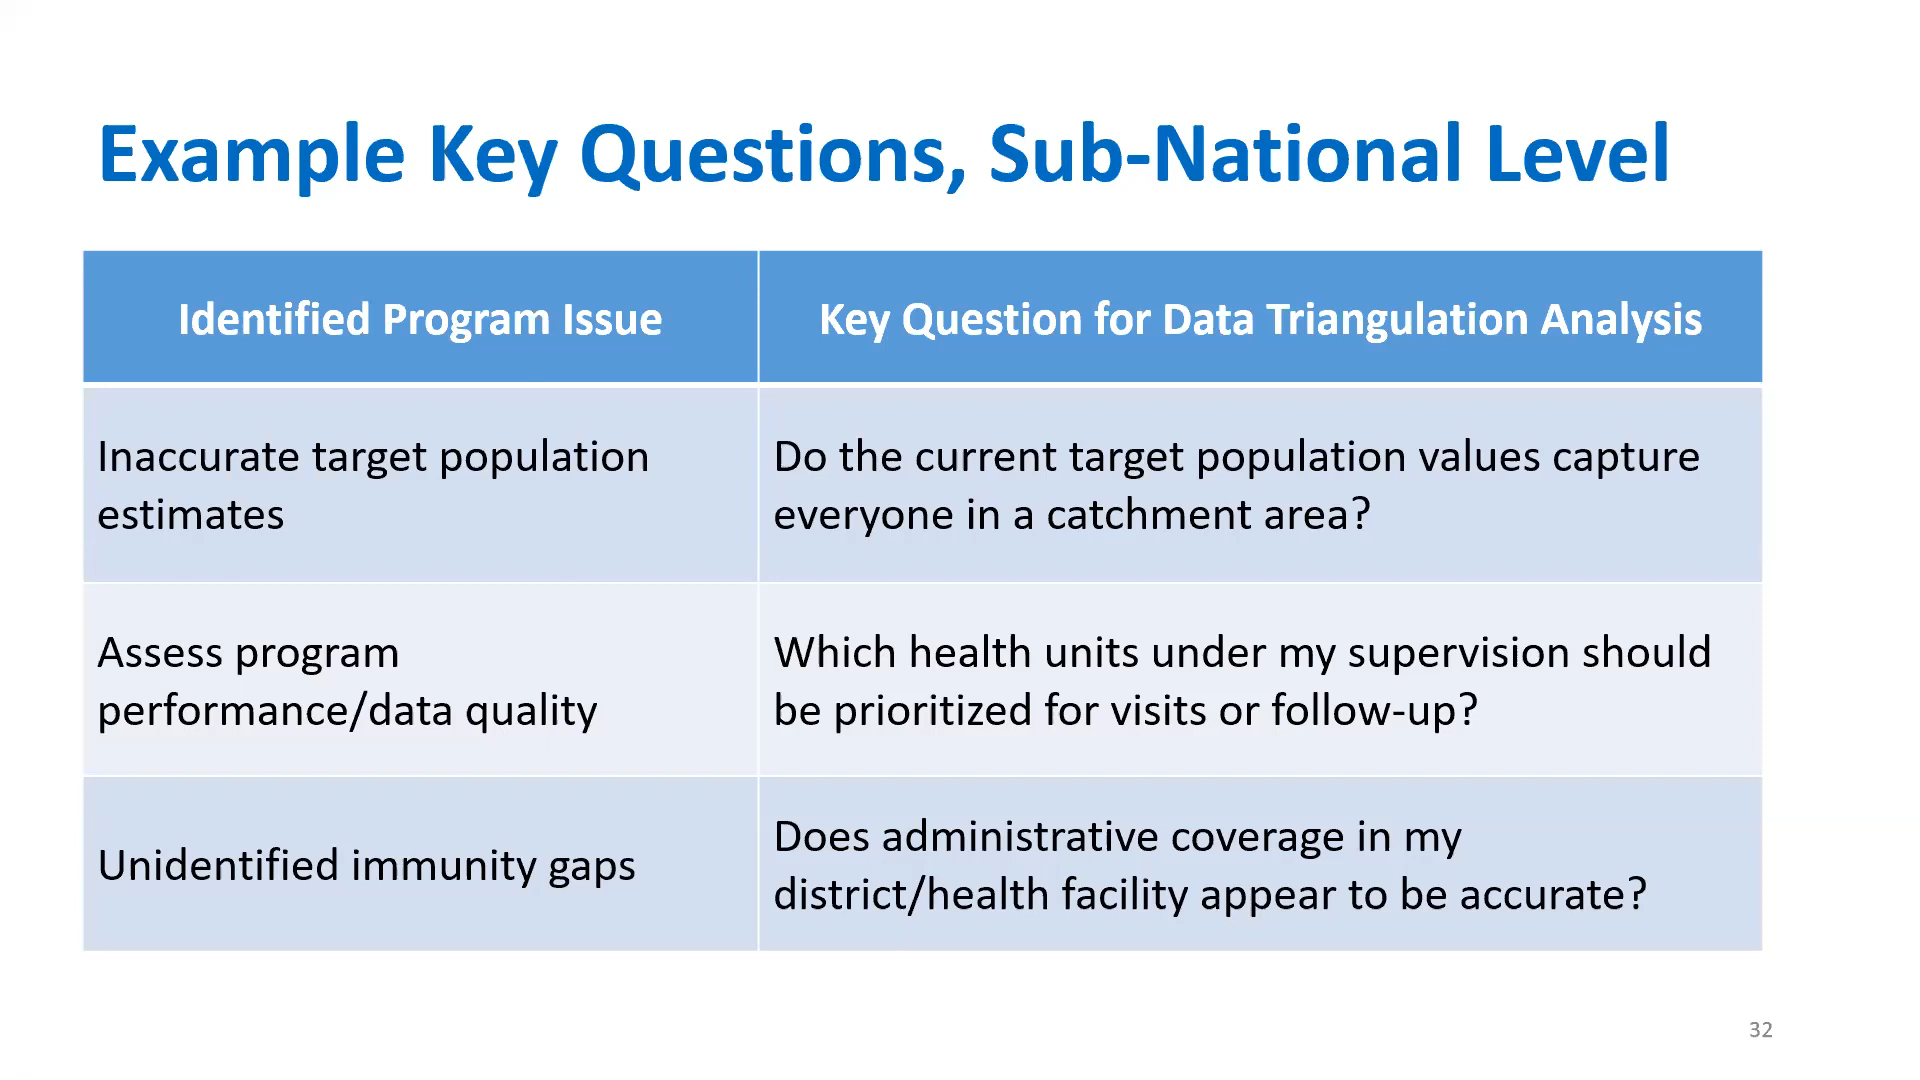 Example Key Questions, Sub-National Level
Identified Program Issue
Key Question for Data Triangulation Analysis
Inaccurate target population
estimates
Do the current target population values capture
everyone in a catchment area?
Assess program
performance/data quality
Which health units under my supervision should
be prioritized for visits or follow-up?
Unidentified immunity gaps
Does administrative coverage in my
district/health facility appear to be accurate?
32